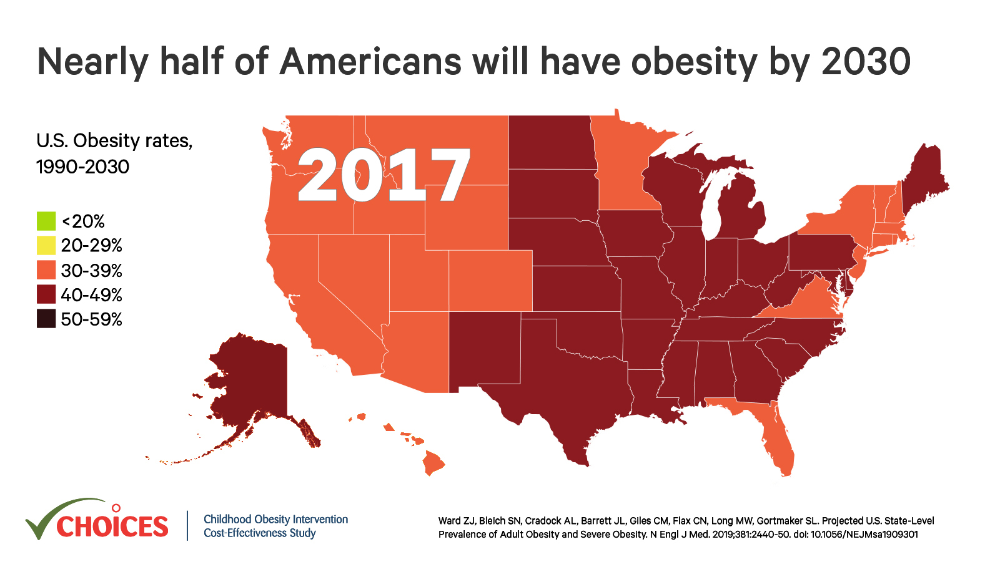 Nearly half of Americans will have obesity by 2030
U.S. Obesity rates,
1990-2030
2017
<20%
20-29%
30-39%
40-49%
50-59%
CHOICES
Childhood Obesity Intervention
Cost-Effectiveness Study
Ward ZJ, Bleich SN, Cradock AL, Barrett JL, Giles CM, Flax CN, Long MW, Gortmaker SL. Projected U.S. State-Level
Prevalence of Adult Obesity and Severe Obesity. N Engl J Med. 2019;381:2440-50. doi: 10.1056/NEJMsa1909301